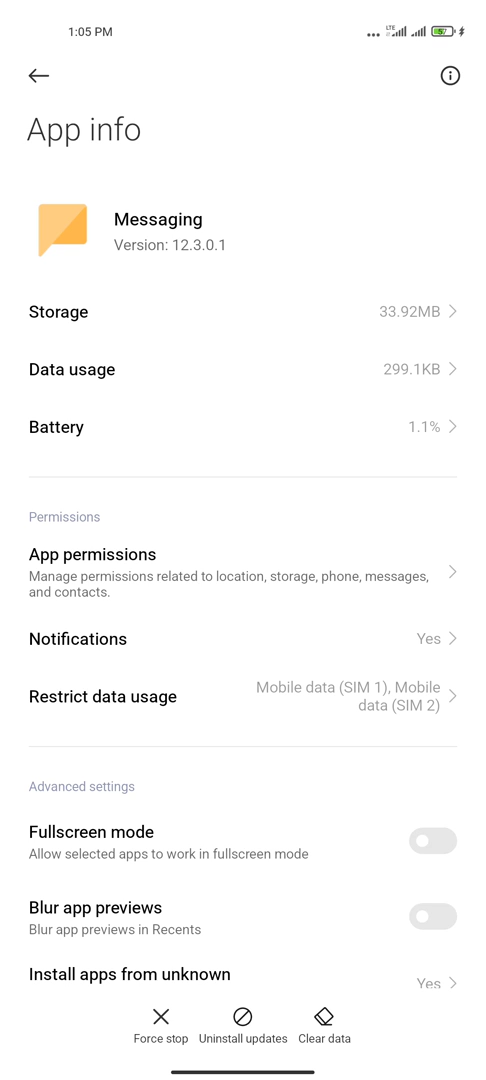 1:05 PM
LTE
57
App info
Messaging
Version: 12.3.0.1
Storage
33.92MB
Data usage
299.1KB
Battery
1.1%
Permissions
App permissions
Manage permissions related to location, storage, phone, messages,
and contacts.
Notifications
Yes
Restrict data usage
Mobile data (SIM 1), Mobile
data (SIM 2)
Advanced settings
Fullscreen mode
Allow selected apps to work in fullscreen mode
Blur app previews
Blur app previews in Recents
Install apps from unknown
Yes
Force stop
Uninstall updates
Clear data